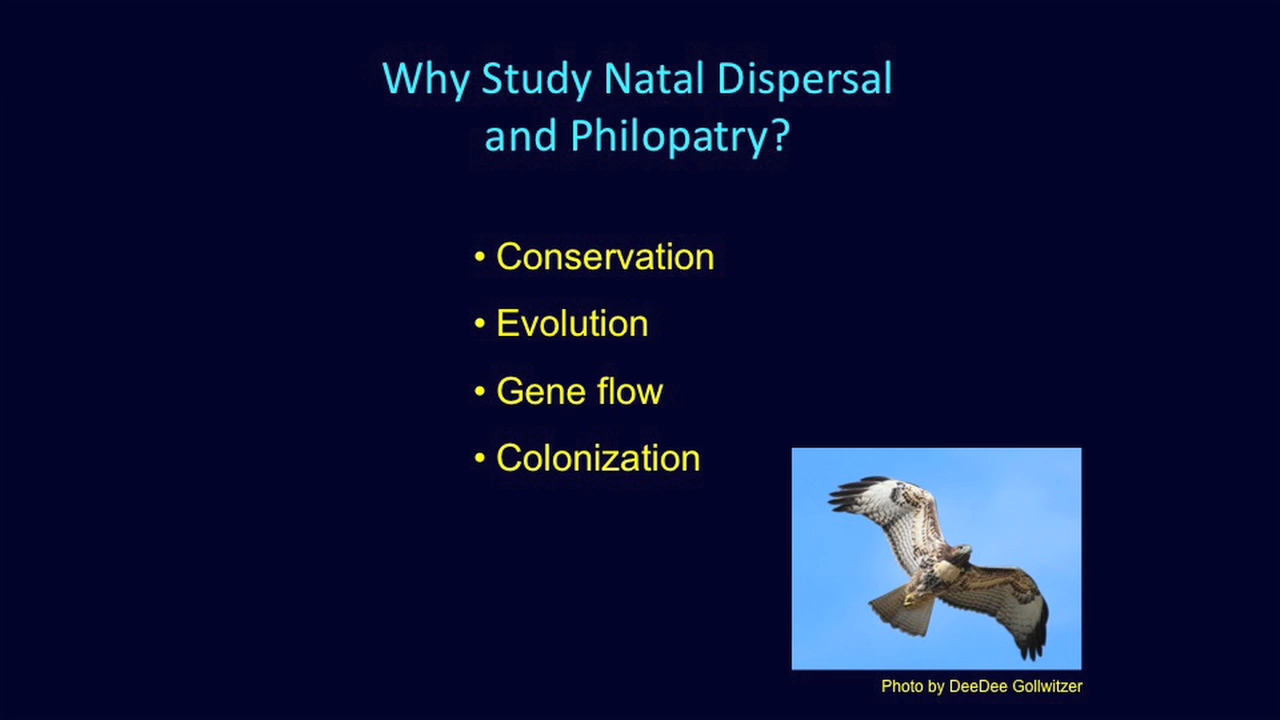 Why Study Natal Dispersal
and Philopatry?
• Conservation
• Evolution
• Gene flow
• Colonization
Photo by DeeDee Gollwitzer